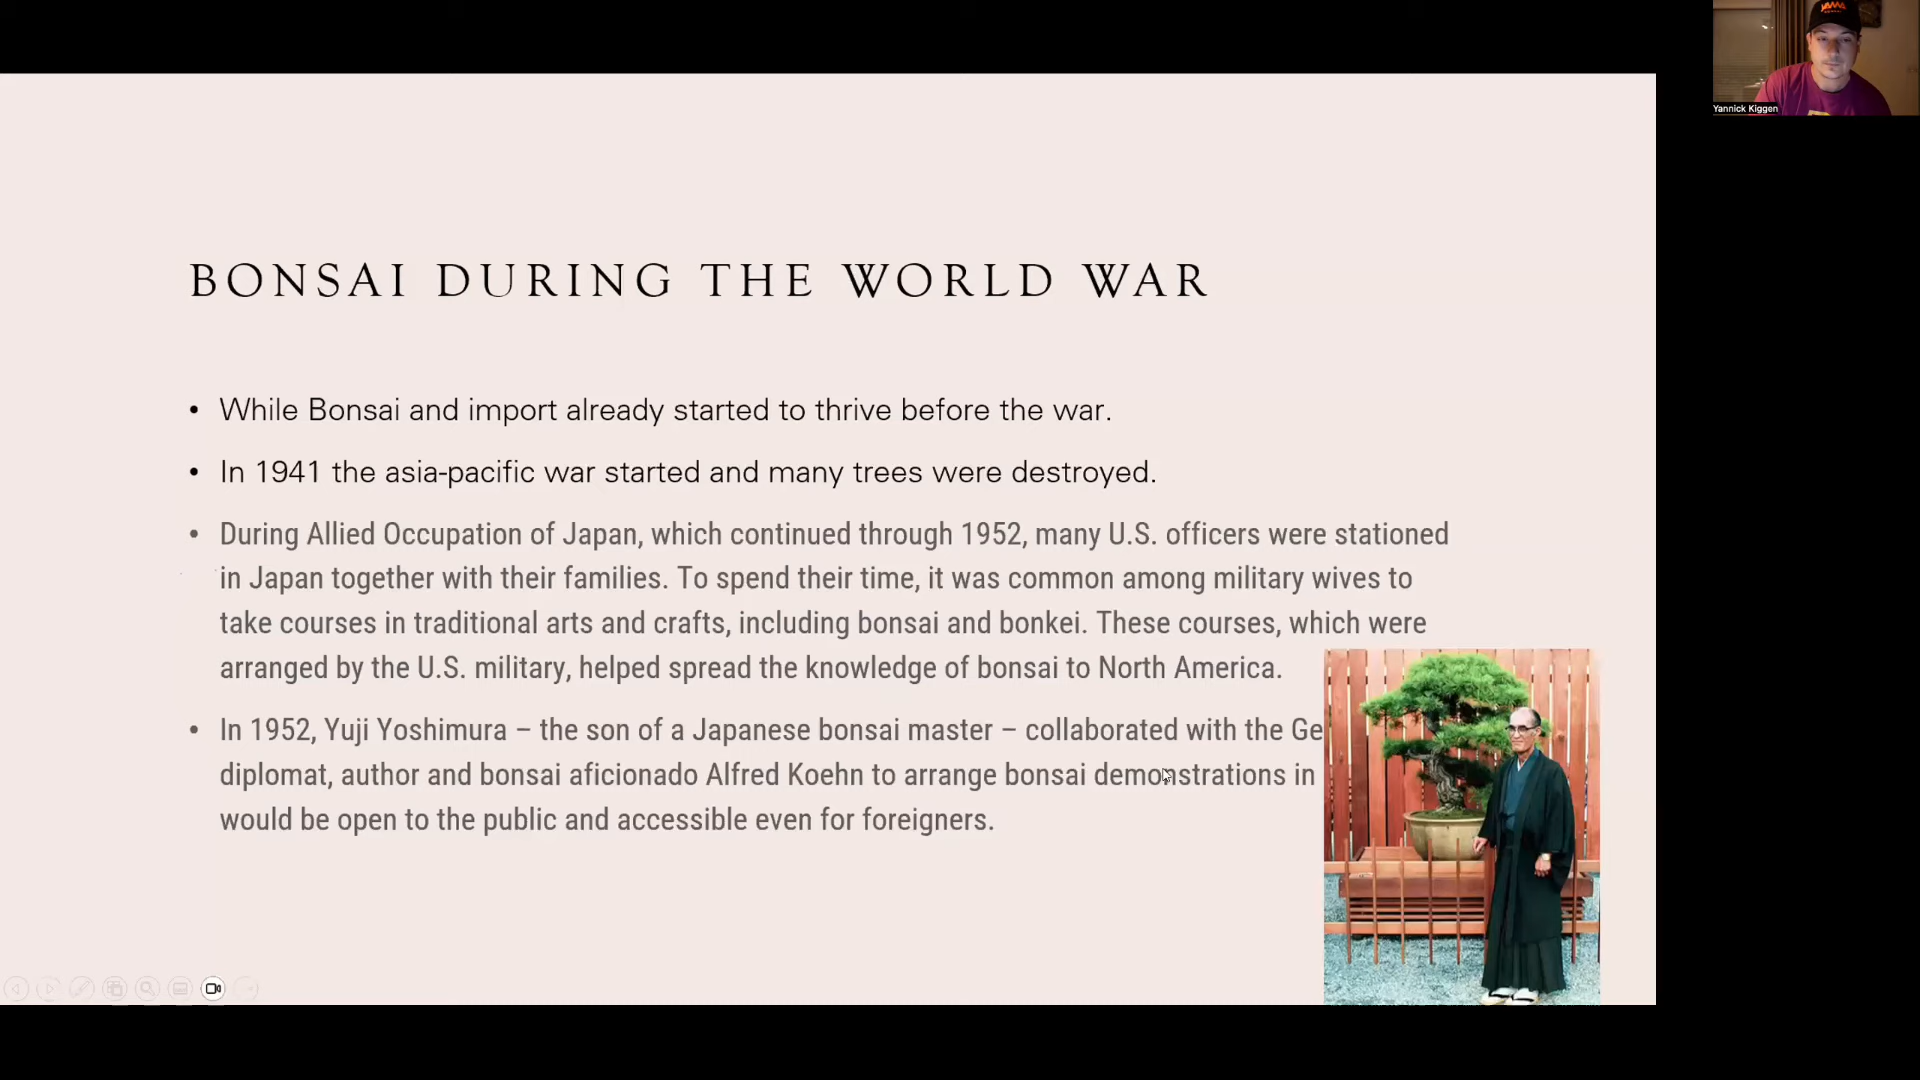 BONSAI DURING THE WORLD WAR
• While Bonsai and import already started to thrive before the war.
• In 1941 the asia-pacific war started and many trees were destroyed.
• During Allied Occupation of Japan, which continued through 1952, many U.S. officers were stationed
in Japan together with their families. To spend their time, it was common among military wives to
take courses in traditional arts and crafts, including bonsai and bonkei. These courses, which were
arranged by the U.S. military, helped spread the knowledge of bonsai to North America.
• In 1952, Yuji Yoshimura – the son of a Japanese bonsai master – collaborated with the Ge
diplomat, author and bonsai aficionado Alfred Koehn to arrange bonsai demonstrations in
would be open to the public and accessible even for foreigners.
YAMA
Yannick Kiggen